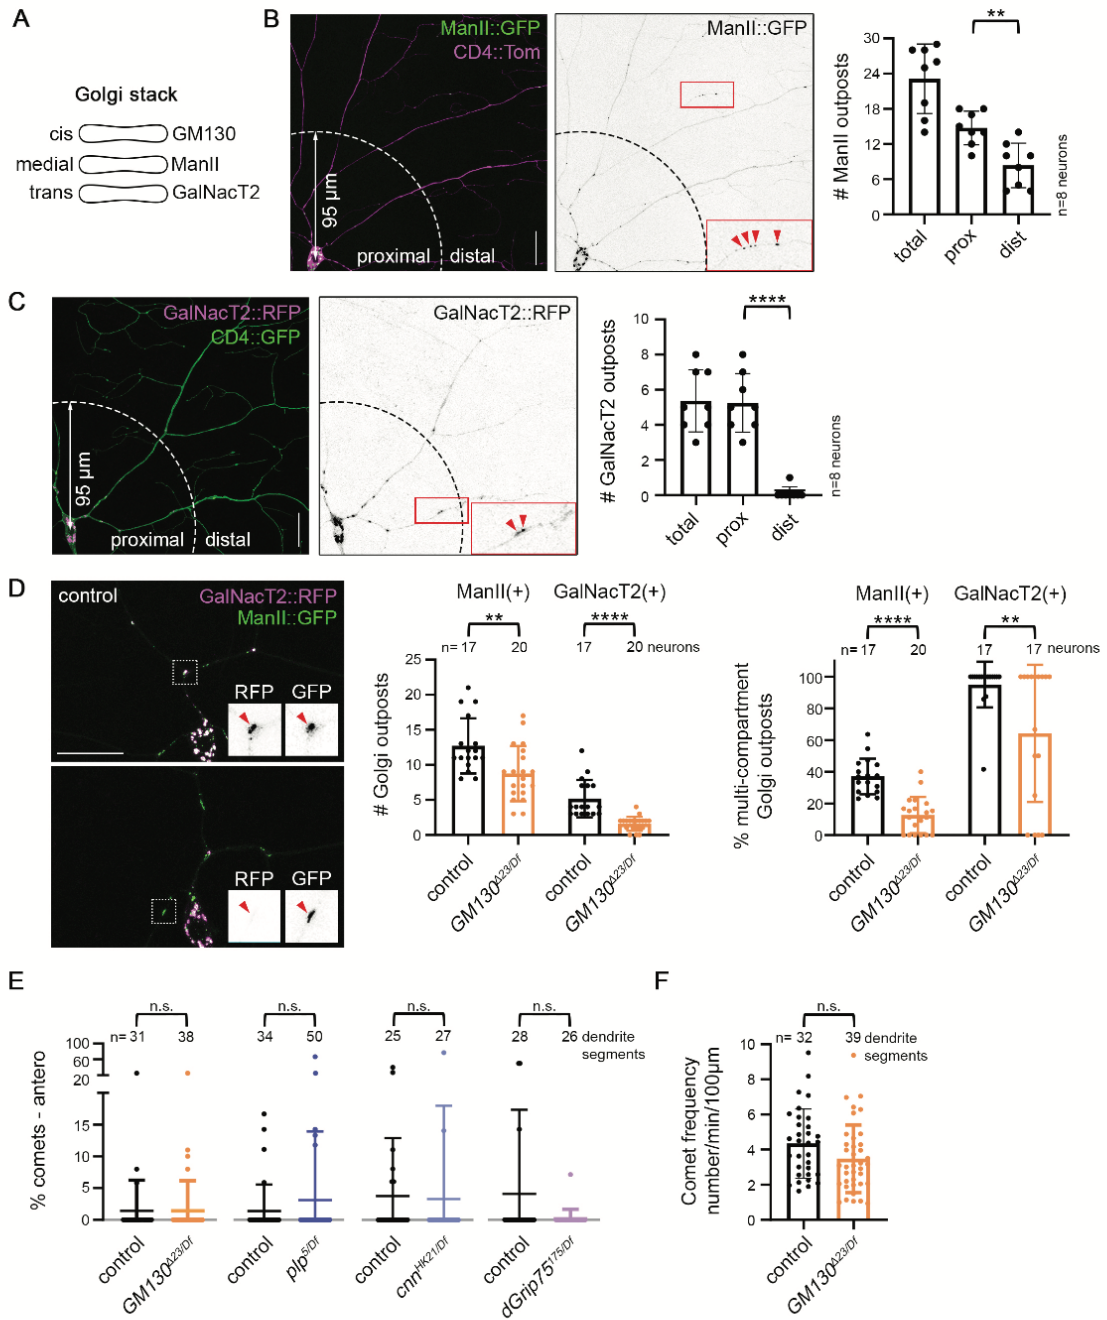 A
Golgi stack
cis GM130
medial ManII
trans GalNacT2
B
ManII::GFP
CD4::Tom
95 µm
proximal distal
ManII::GFP
**
# ManII outposts
30
24
18
12
6
0
total
prox
dist
n=8 neurons
C
GalNacT2::RFP
CD4::GFP
95 µm
proximal distal
GalNacT2::RFP
****
# GalNacT2 outposts
10
8
6
4
2
0
total
prox
dist
n=8 neurons
D
control
GalNacT2::RFP
ManII::GFP
RFP GFP
RFP GFP
ManII(+) GalNacT2(+)
** ****
n= 17 20 17 20 neurons
# Golgi outposts
25
20
15
10
5
0
control
GM130Δ23/Df
control
GM130Δ23/Df
ManII(+) GalNacT2(+)
**** **
n= 17 20 17 17 neurons
% multi-compartment
Golgi outposts
100
80
60
40
20
0
control
GM130Δ23/Df
control
GM130Δ23/Df
E
n.s. n.s. n.s. n.s.
n= 31 38 34 50 25 27 28 26 dendrite
segments
% comets - antero
100
60
20
15
10
5
0
control
GM130Δ23/Df
control
plp5/Df
control
cnnHK21/Df
control
dGrip75175/Df
F
n.s.
n= 32 39 dendrite
segments
Comet frequency
number/min/100µm
10
8
6
4
2
0
control
GM130Δ23/Df